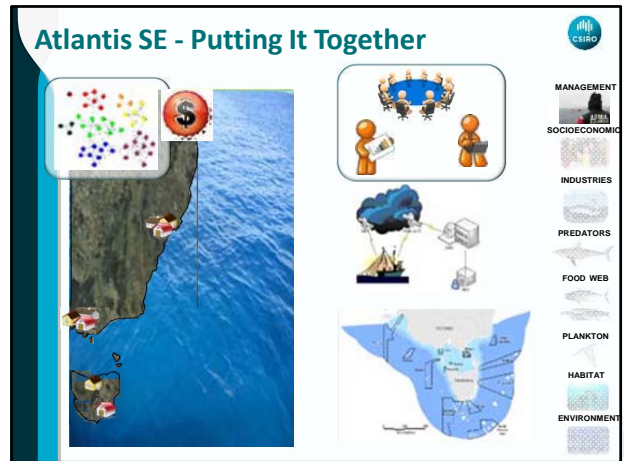 Atlantis SE - Putting It Together
CSIRO
$
MANAGEMENT
SOCIOECONOMIC
INDUSTRIES
PREDATORS
FOOD WEB
PLANKTON
HABITAT
ENVIRONMENT